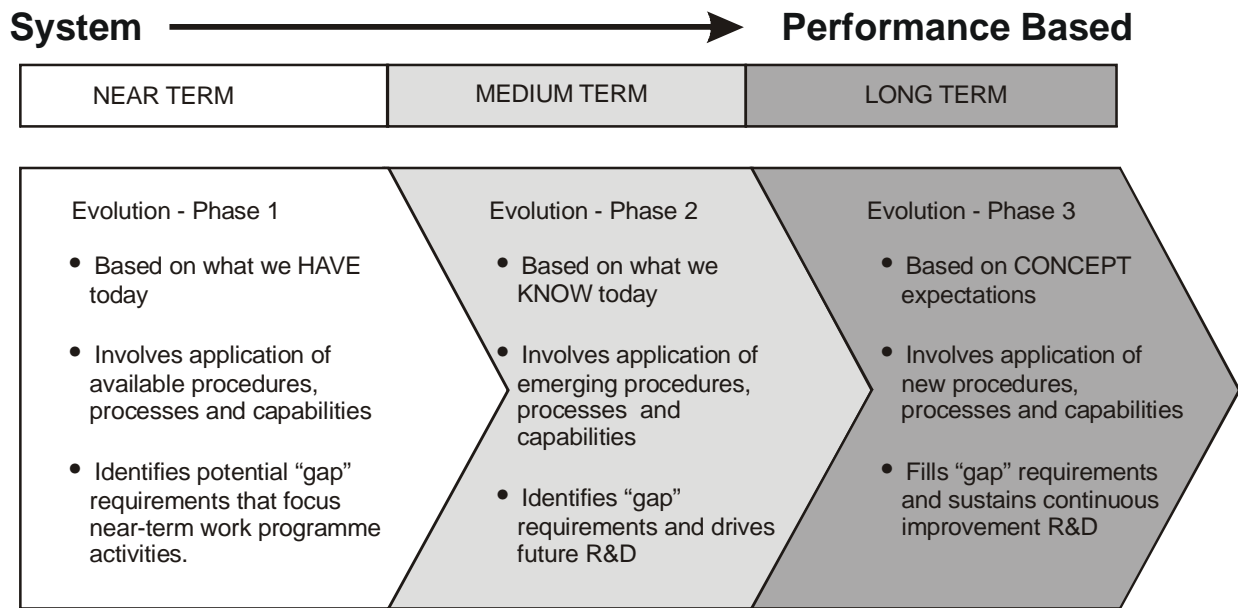 System
Performance Based
NEAR TERM
MEDIUM TERM
LONG TERM
Evolution - Phase 1
• Based on what we HAVE
today
• Involves application of
available procedures,
processes and capabilities
• Identifies potential “gap”
requirements that focus
near-term work programme
activities.
Evolution - Phase 2
• Based on what we
KNOW today
• Involves application of
emerging procedures,
processes and
capabilities
• Identifies “gap”
requirements and drives
future R&D
Evolution - Phase 3
• Based on CONCEPT
expectations
• Involves application of
new procedures,
processes and capabilities
• Fills “gap” requirements
and sustains continuous
improvement R&D